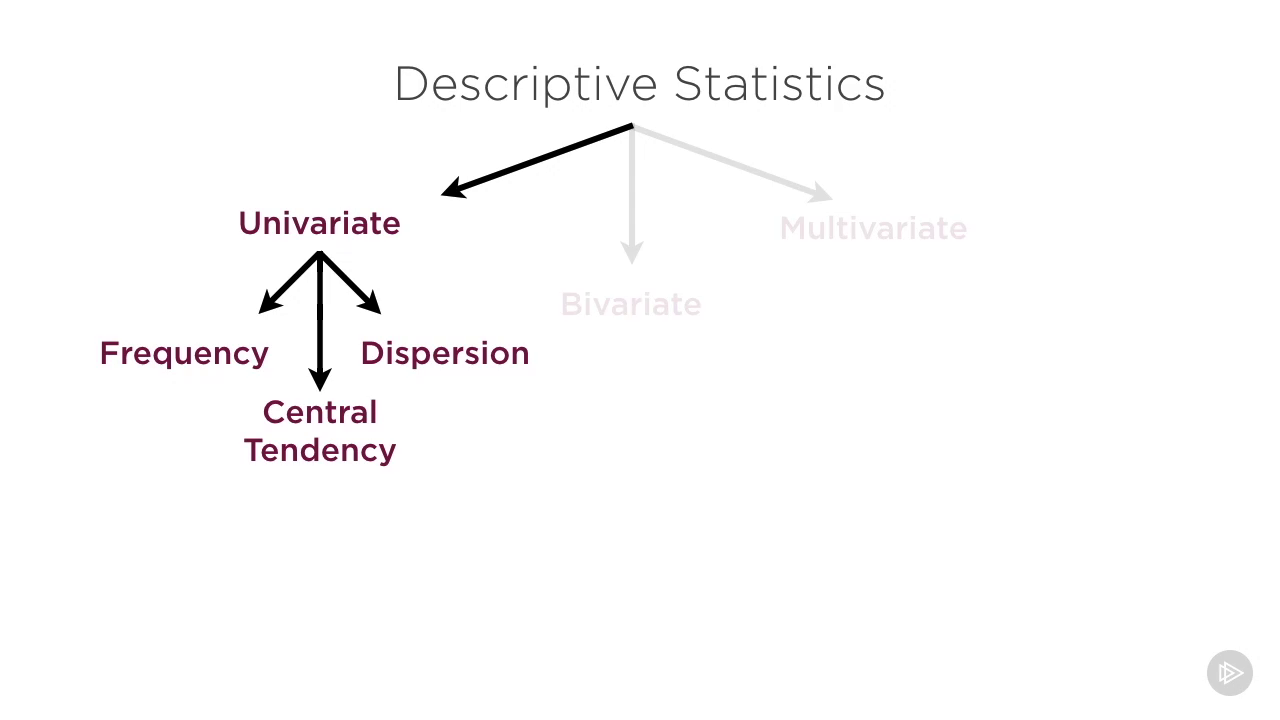 Descriptive Statistics
Univariate
Multivariate
Bivariate
Frequency
Dispersion
Central
Tendency